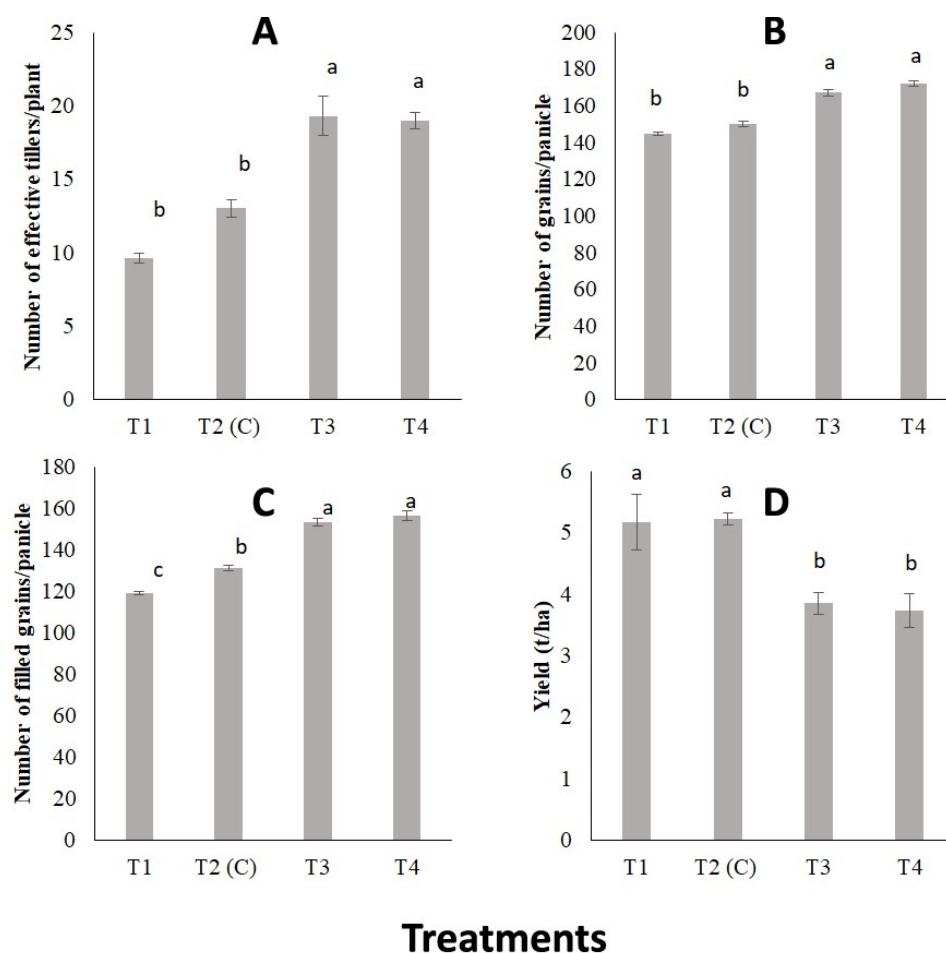 A
Number of effective tillers/plant
25
20
15
10
5
0
b
b
a
a
T1 T2 (C) T3 T4
B
Number of grains/panicle
200
180
160
140
120
100
80
60
40
20
0
b
b
a
a
T1 T2 (C) T3 T4
C
Number of filled grains/panicle
180
160
140
120
100
80
60
40
20
0
c
b
a
a
T1 T2 (C) T3 T4
D
Yield (t/ha)
6
5
4
3
2
1
0
a
a
b
b
T1 T2 (C) T3 T4
Treatments